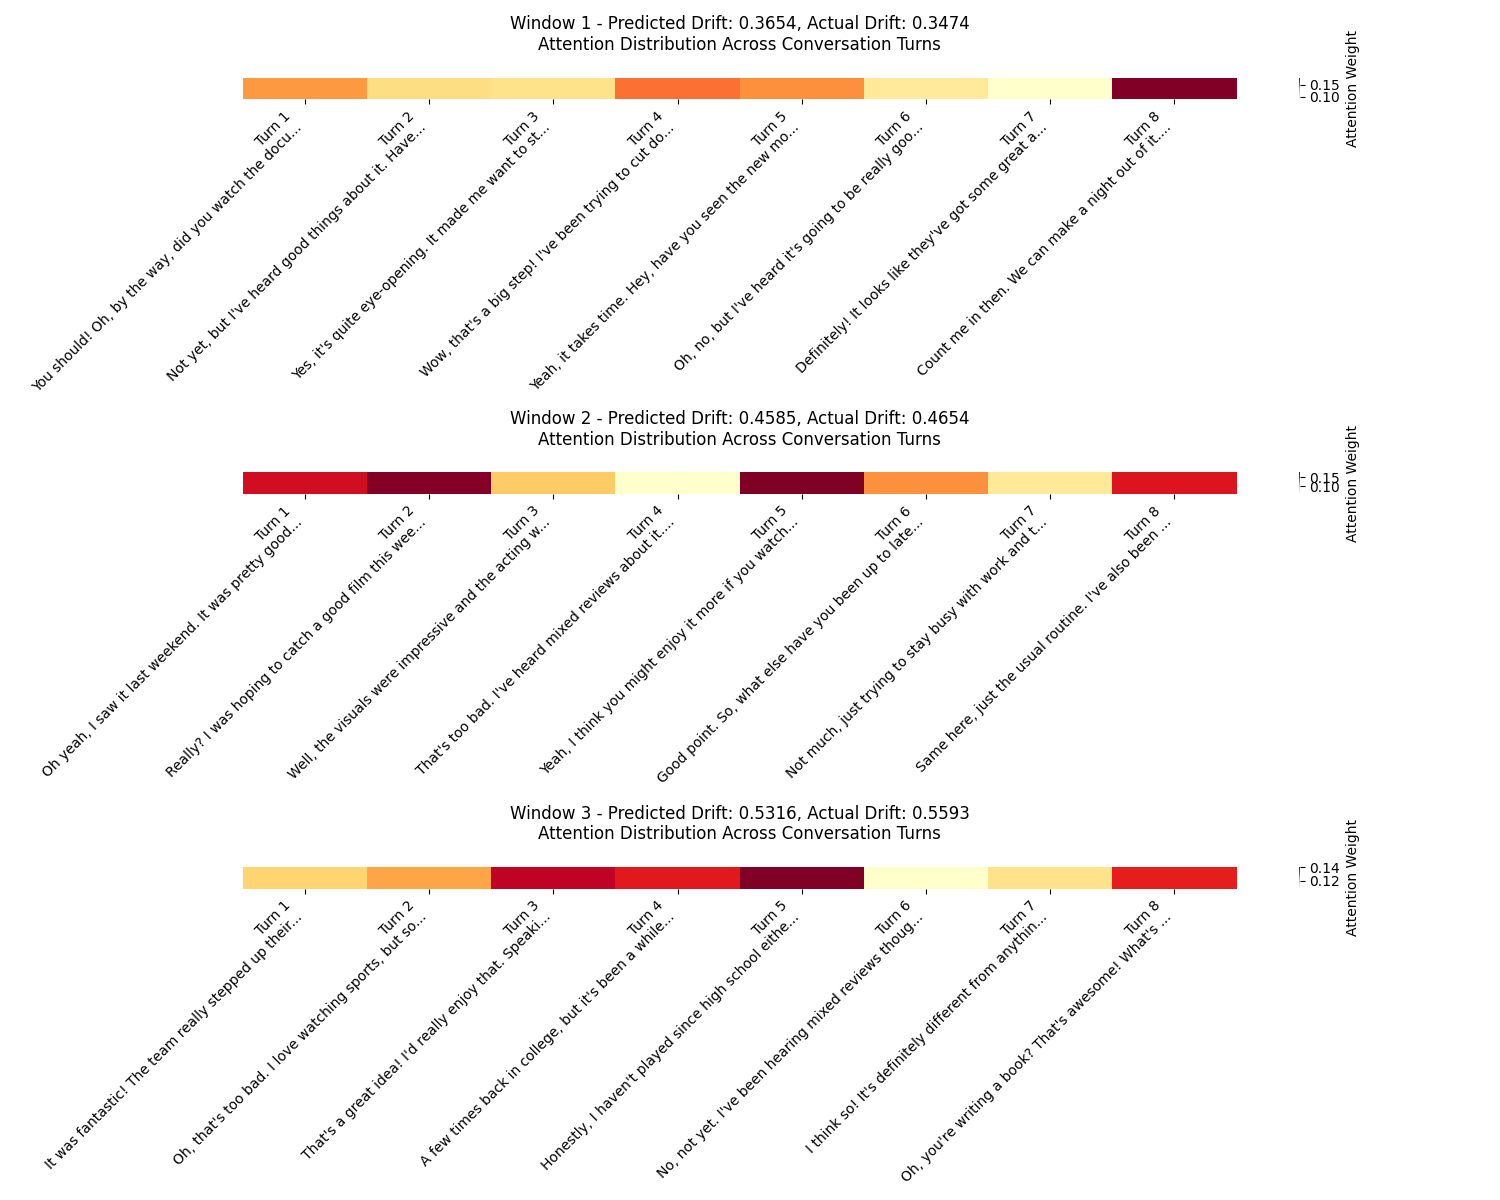 Window 1 - Predicted Drift: 0.3654, Actual Drift: 0.3474
Attention Distribution Across Conversation Turns
Turn 1
You should! Oh, by the way, did you watch the docu...
Turn 2
Not yet, but I've heard good things about it. Have...
Turn 3
Yes, it's quite eye-opening. It made me want to st...
Turn 4
Wow, that's a big step! I've been trying to cut do...
Turn 5
Yeah, it takes time. Hey, have you seen the new mo...
Turn 6
Oh, no, but I've heard it's going to be really goo...
Turn 7
Definitely! It looks like they've got some great a...
Turn 8
Count me in then. We can make a night out of it....
0.15
0.10
Attention Weight
Window 2 - Predicted Drift: 0.4585, Actual Drift: 0.4654
Attention Distribution Across Conversation Turns
Turn 1
Oh yeah, I saw it last weekend. It was pretty good...
Turn 2
Really? I was hoping to catch a good film this wee...
Turn 3
Well, the visuals were impressive and the acting w...
Turn 4
That's too bad. I've heard mixed reviews about it....
Turn 5
Yeah, I think you might enjoy it more if you watch...
Turn 6
Good point. So, what else have you been up to late...
Turn 7
Not much, just trying to stay busy with work and t...
Turn 8
Same here, just the usual routine. I've also been ...
0.15
0.10
Attention Weight
Window 3 - Predicted Drift: 0.5316, Actual Drift: 0.5593
Attention Distribution Across Conversation Turns
Turn 1
It was fantastic! The team really stepped up their...
Turn 2
Oh, that's too bad. I love watching sports, but so...
Turn 3
That's a great idea! I'd really enjoy that. Speaki...
Turn 4
A few times back in college, but it's been a while...
Turn 5
Honestly, I haven't played since high school eithe...
Turn 6
No, not yet. I've been hearing mixed reviews thoug...
Turn 7
I think so! It's definitely different from anythin...
Turn 8
Oh, you're writing a book? That's awesome! What's ...
0.14
0.12
Attention Weight